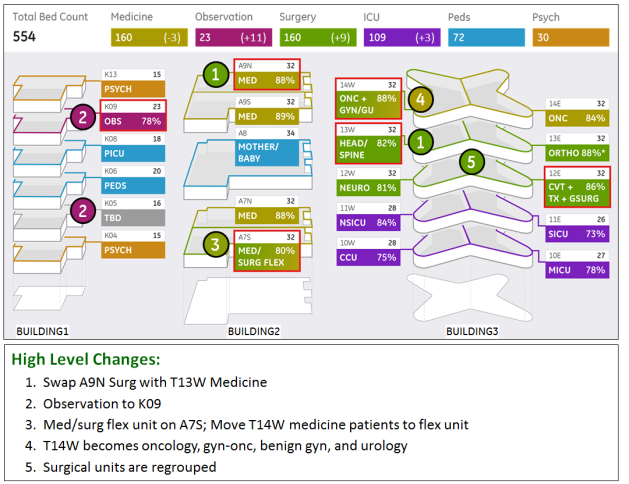 Total Bed Count
554
Medicine
160 (-3)
Observation
23 (+11)
Surgery
160 (+9)
ICU
109 (+3)
Peds
72
Psych
30
K13 15
PSYCH
2
K09 23
OBS 78%
K08 18
PICU
K06 20
PEDS
2
K05 16
TBD
K04 15
PSYCH
BUILDING1
1
A9N 32
MED 88%
A9S 32
MED 89%
A8 34
MOTHER/
BABY
A7N 32
MED 88%
3
A7S 32
MED/ 80%
SURG FLEX
BUILDING2
14W 32
ONC + 88%
GYN/GU
4
13W 32
HEAD/ 82%
SPINE
1
12W 32
NEURO 81%
11W 28
NSICU 84%
10W 28
CCU 75%
5
14E 32
ONC 84%
13E 32
ORTHO 88%*
12E 32
CVT + 86%
TX + GSURG
11E 26
SICU 73%
10E 27
MICU 78%
BUILDING3
High Level Changes:
1. Swap A9N Surg with T13W Medicine
2. Observation to K09
3. Med/surg flex unit on A7S; Move T14W medicine patients to flex unit
4. T14W becomes oncology, gyn-onc, benign gyn, and urology
5. Surgical units are regrouped